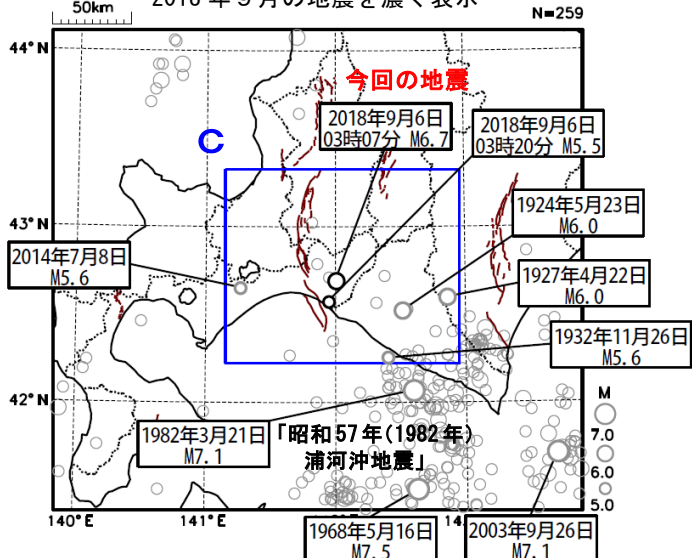 2018年9月の地震を濃く表示
50km
N=259
44°N
今回の地震
2018年9月6日
03時07分 M6.7
2018年9月6日
03時20分 M5.5
C
43°N
1924年5月23日
M6.0
2014年7月8日
M5.6
1927年4月22日
M6.0
1932年11月26日
M5.6
42°N
M
7.0
6.0
5.0
1982年3月21日
M7.1
「昭和57年(1982年)
浦河沖地震」
140°E
141°E
1968年5月16日
M7.5
2003年9月26日
M7.1